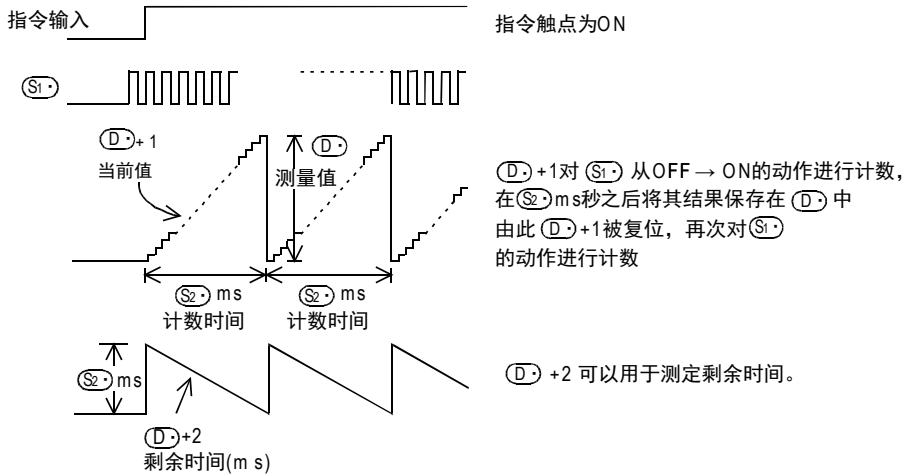 指令输入
指令触点为ON
S1·
D· + 1
当前值
D·
测量值
D· +1对 S1· 从OFF → ON的动作进行计数，
在 S2· ms秒之后将其结果保存在 D· 中
由此 D· +1被复位，再次对 S1·
的动作进行计数
S2· ms
计数时间
S2· ms
计数时间
S2· ms
D· +2
剩余时间(ms)
D· +2 可以用于测定剩余时间。